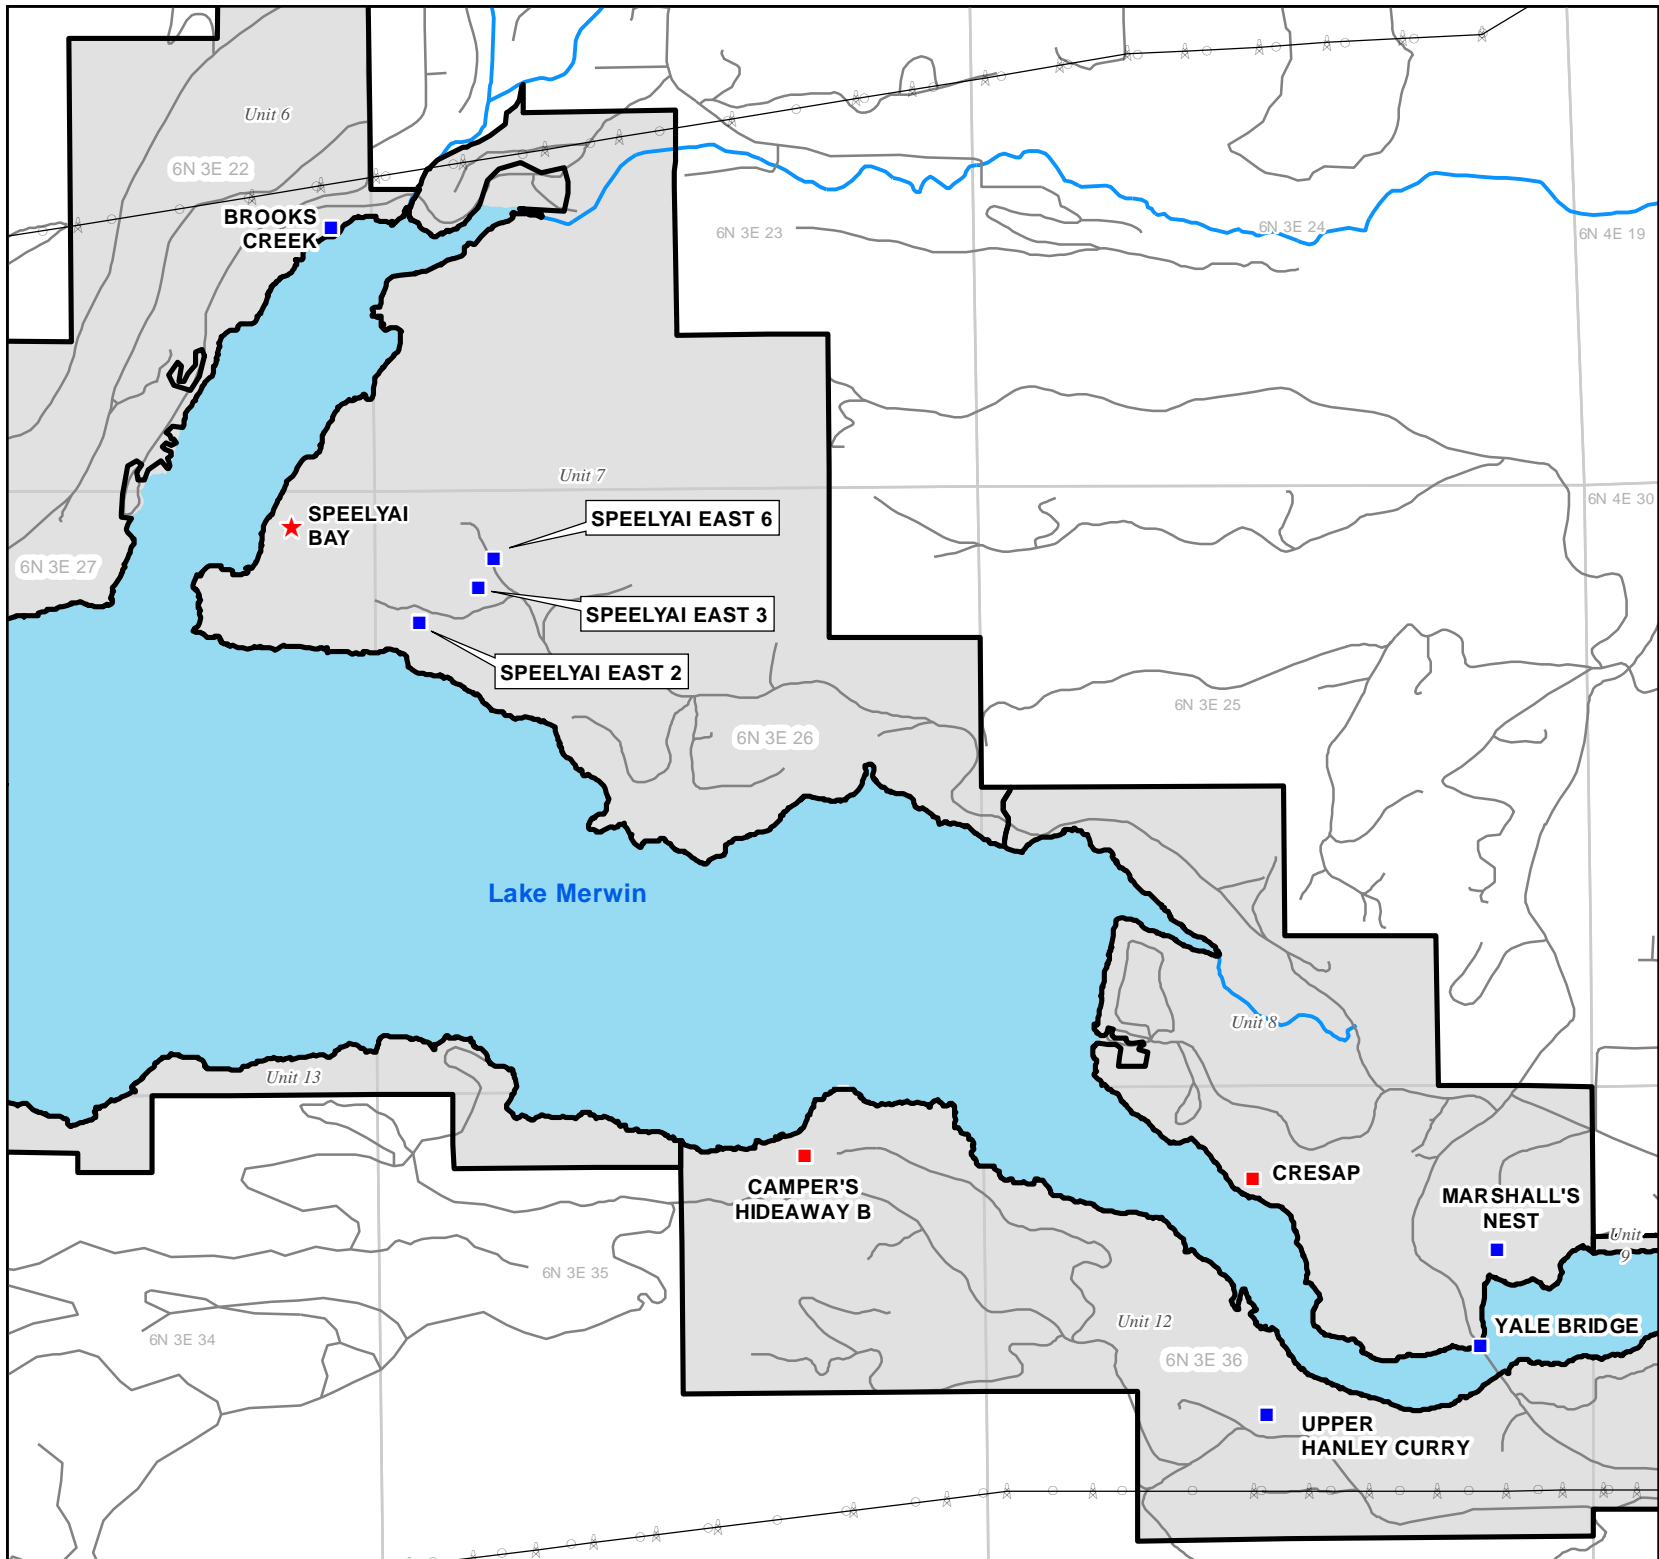 Unit 6
6N 3E 22
BROOKS
CREEK
6N 3E 23
6N 3E 24
6N 4E 19
Unit 7
6N 4E 30
SPEELYAI
BAY
SPEELYAI EAST 6
6N 3E 27
SPEELYAI EAST 3
SPEELYAI EAST 2
6N 3E 25
6N 3E 26
Lake Merwin
Unit 8
Unit 13
CAMPER'S
HIDEAWAY B
CRESAP
MARSHALL'S
NEST
Unit
9
6N 3E 35
6N 3E 34
Unit 12
YALE BRIDGE
6N 3E 36
UPPER
HANLEY CURRY